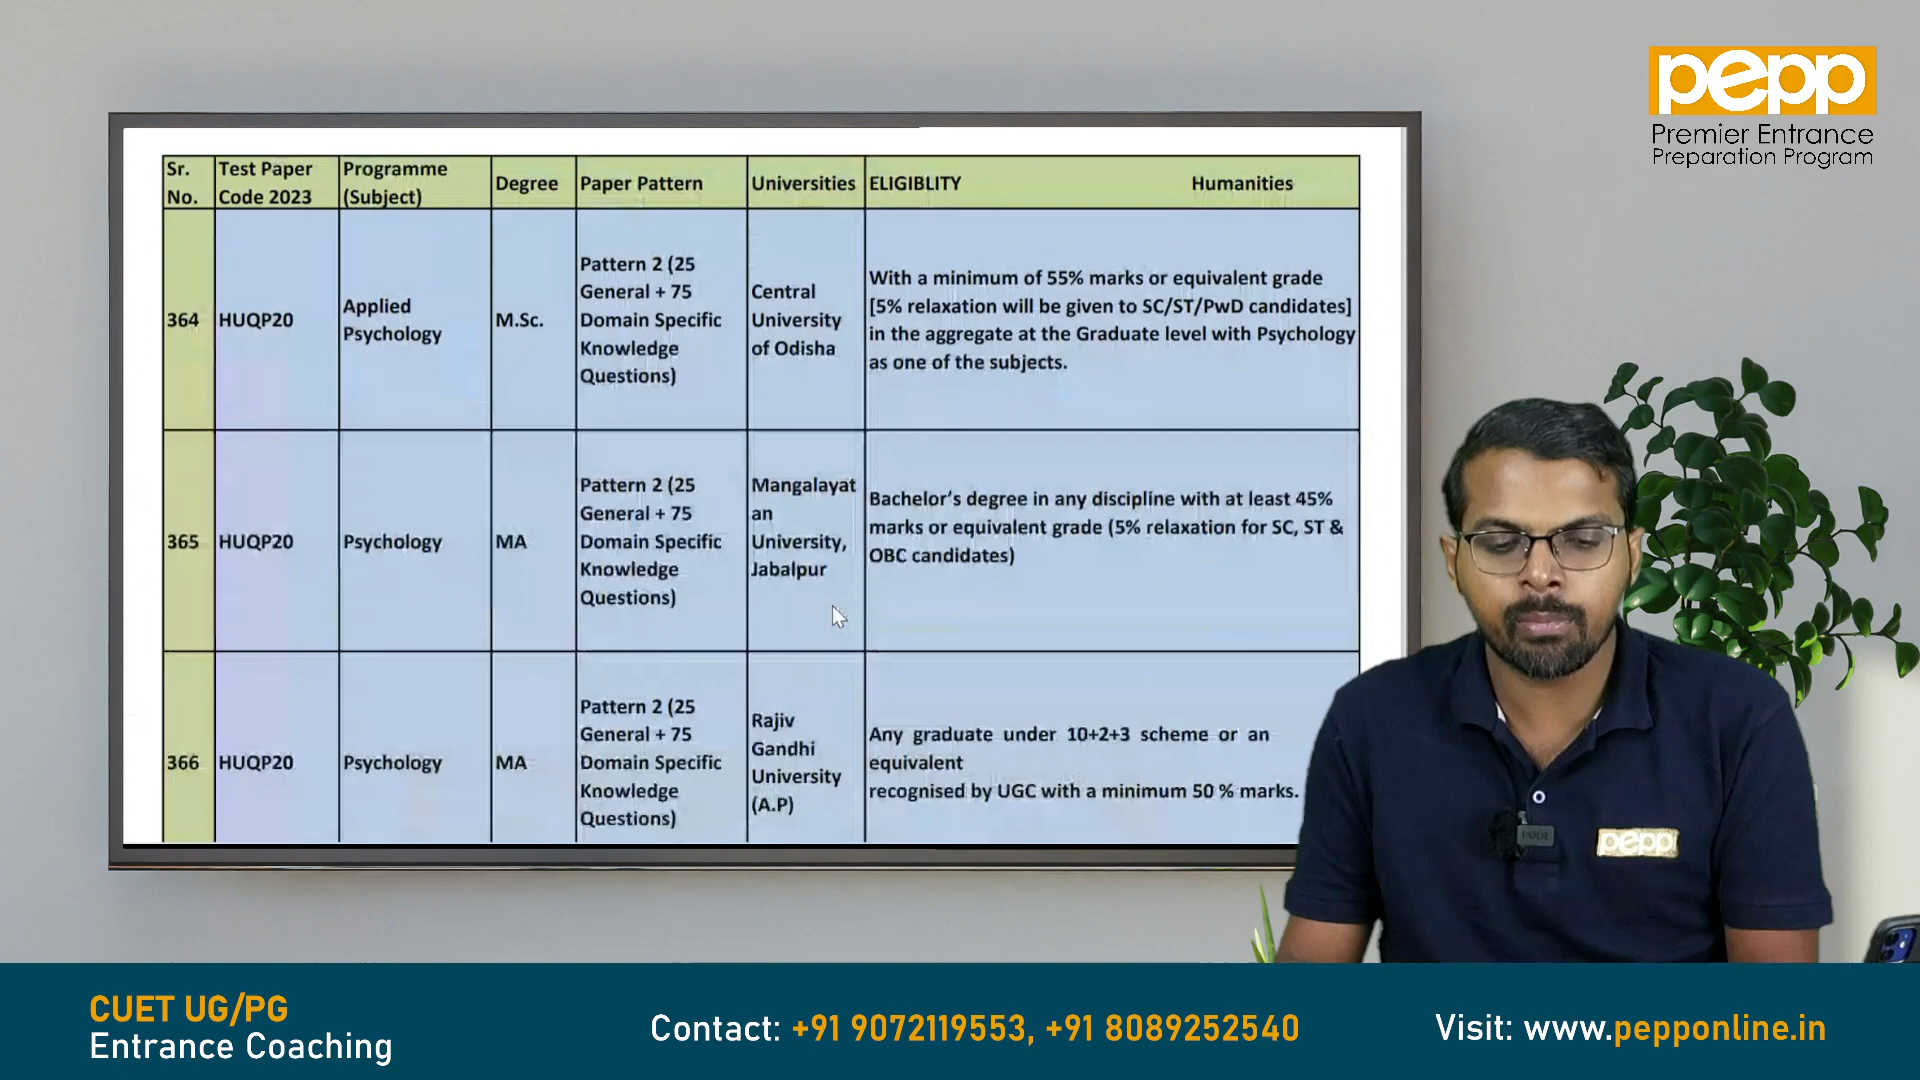 pepp
Premier Entrance
Preparation Program
Sr. No.
Test Paper Code 2023
Programme (Subject)
Degree
Paper Pattern
Universities
ELIGIBLITY
Humanities
364
HUQP20
Applied
Psychology
M.Sc.
Pattern 2 (25
General + 75
Domain Specific
Knowledge
Questions)
Central
University
of Odisha
With a minimum of 55% marks or equivalent grade
[5% relaxation will be given to SC/ST/PwD candidates]
in the aggregate at the Graduate level with Psychology
as one of the subjects.
365
HUQP20
Psychology
MA
Pattern 2 (25
General + 75
Domain Specific
Knowledge
Questions)
Mangalayat
an
University,
Jabalpur
Bachelor's degree in any discipline with at least 45%
marks or equivalent grade (5% relaxation for SC, ST &
OBC candidates)
366
HUQP20
Psychology
MA
Pattern 2 (25
General + 75
Domain Specific
Knowledge
Questions)
Rajiv
Gandhi
University
(A.P)
Any graduate under 10+2+3 scheme or an
equivalent
recognised by UGC with a minimum 50 % marks.
RODE
pepp
CUET UG/PG
Entrance Coaching
Contact: +91 9072119553, +91 8089252540
Visit: www.pepponline.in